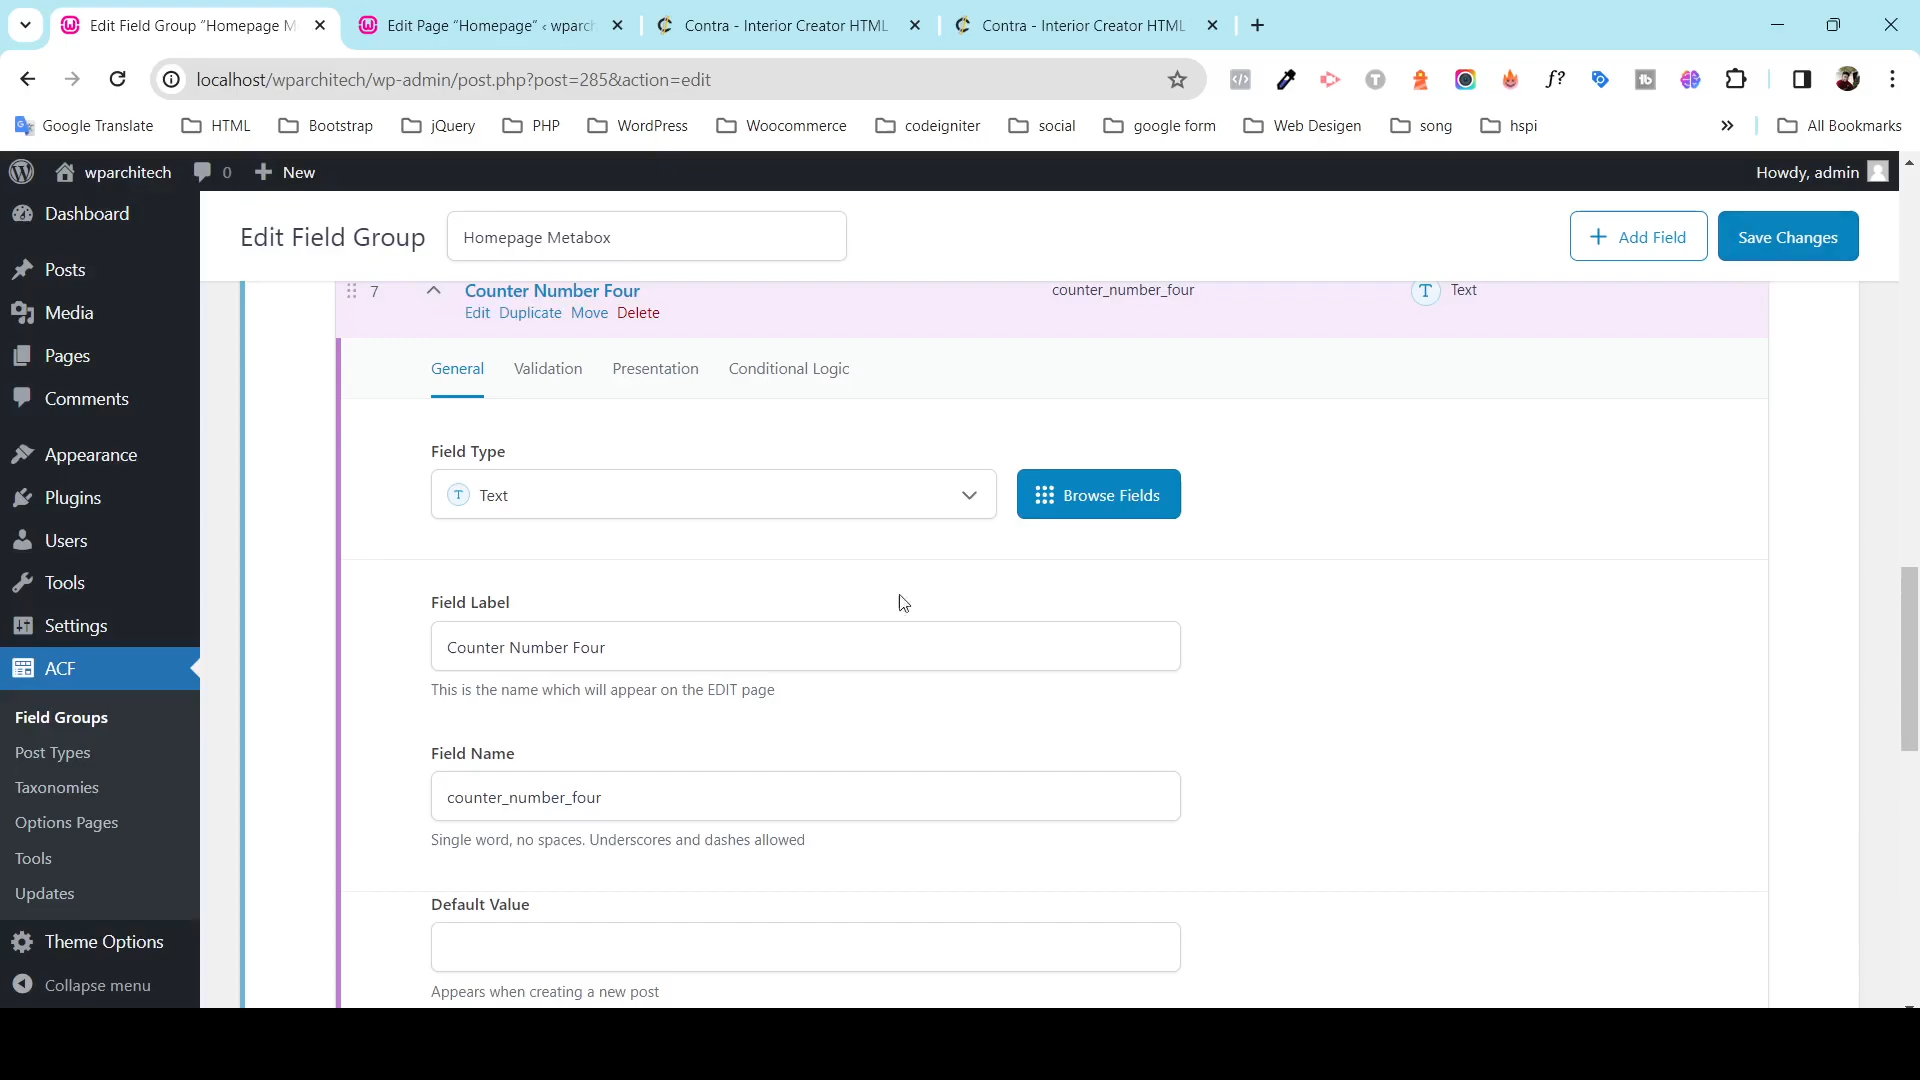 Edit Field Group “Homepage M
Edit Page “Homepage” ‹ wparch
Contra - Interior Creator HTML
Contra - Interior Creator HTML
localhost/wparchitech/wp-admin/post.php?post=285&action=edit
Google Translate
HTML
Bootstrap
jQuery
PHP
WordPress
Woocommerce
codeigniter
social
google form
Web Desigen
song
hspi
All Bookmarks
wparchitech
0
New
Howdy, admin
Dashboard
Posts
Media
Pages
Comments
Appearance
Plugins
Users
Tools
Settings
ACF
Field Groups
Post Types
Taxonomies
Options Pages
Tools
Updates
Theme Options
Collapse menu
Edit Field Group
Homepage Metabox
Add Field
Save Changes
7
Counter Number Four
counter_number_four
T
Text
Edit Duplicate Move Delete
General
Validation
Presentation
Conditional Logic
Field Type
T
Text
Browse Fields
Field Label
Counter Number Four
This is the name which will appear on the EDIT page
Field Name
counter_number_four
Single word, no spaces. Underscores and dashes allowed
Default Value
Appears when creating a new post